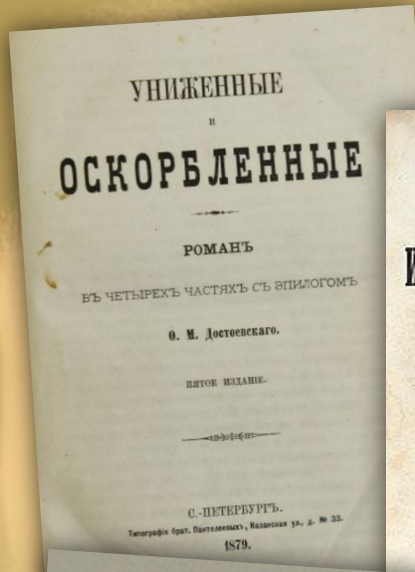 УНИЖЕННЫЕ
И
ОСКОРБЛЕННЫЕ
РОМАНЪ
ВЪ ЧЕТЫРЕХЪ ЧАСТЯХЪ СЪ ЭПИЛОГОМЪ
Ѳ. М. Достоевскаго.
ПЯТОЕ ИЗДАНІЕ.
С.-ПЕТЕРБУРГЪ.
Типографія брат. Пантелеевыхъ, Казанская ул., д. № 33.
1879.